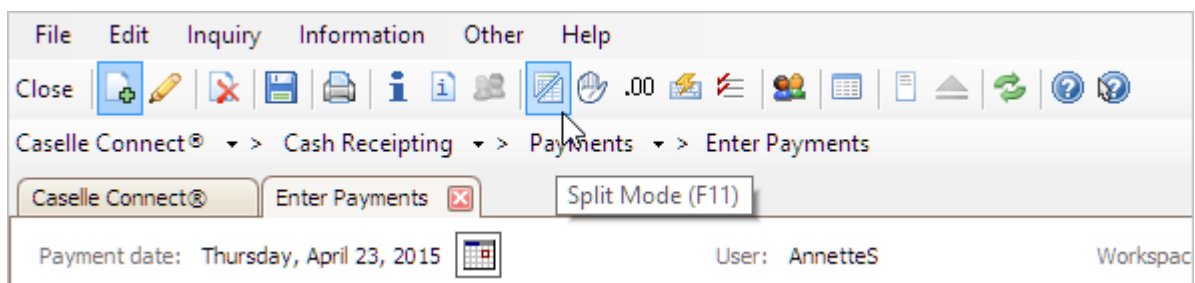 File Edit Inquiry Information Other Help
Close .00
Caselle Connect® > Cash Receipting > Payments > Enter Payments
Caselle Connect® Enter Payments Split Mode (F11)
Payment date: Thursday, April 23, 2015 User: AnnetteS Workspac